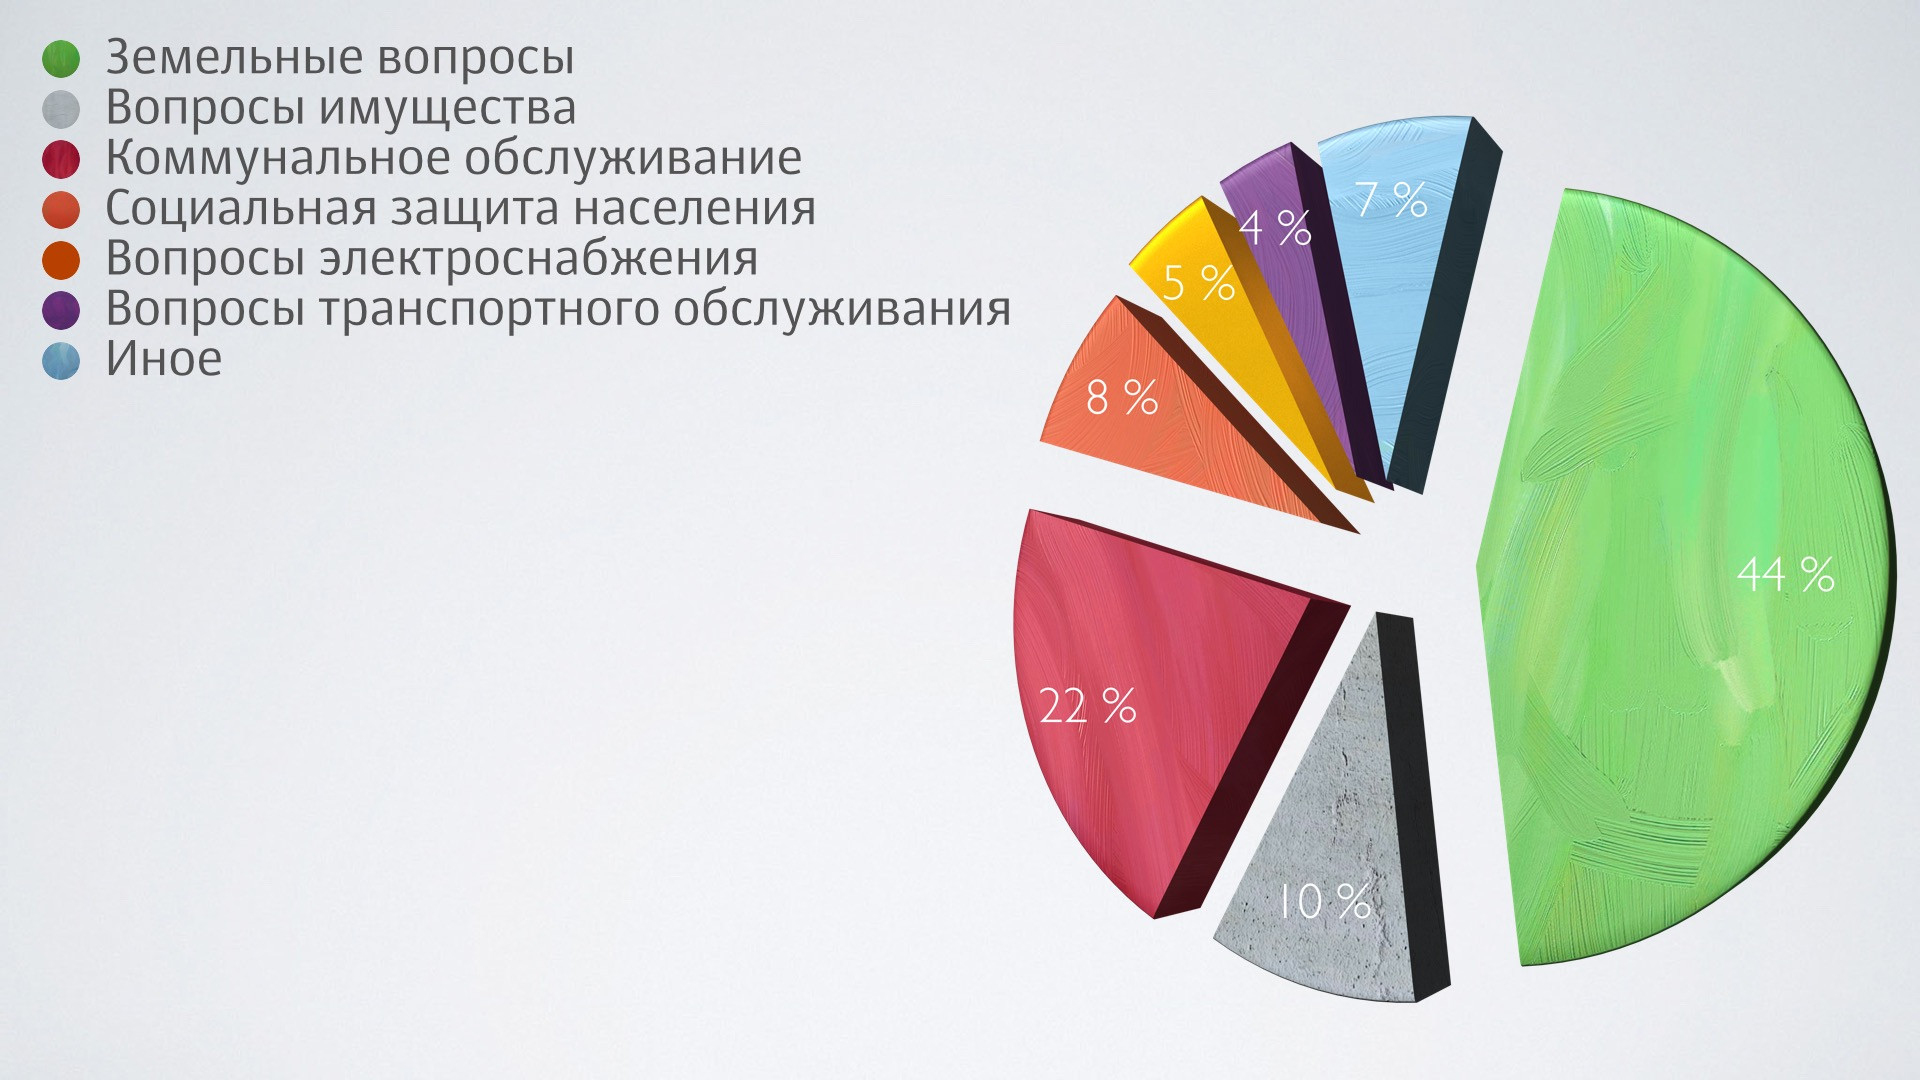 Земельные вопросы
Вопросы имущества
Коммунальное обслуживание
Социальная защита населения
Вопросы электроснабжения
Вопросы транспортного обслуживания
Иное
7 %
4 %
5 %
8 %
44 %
22 %
10 %